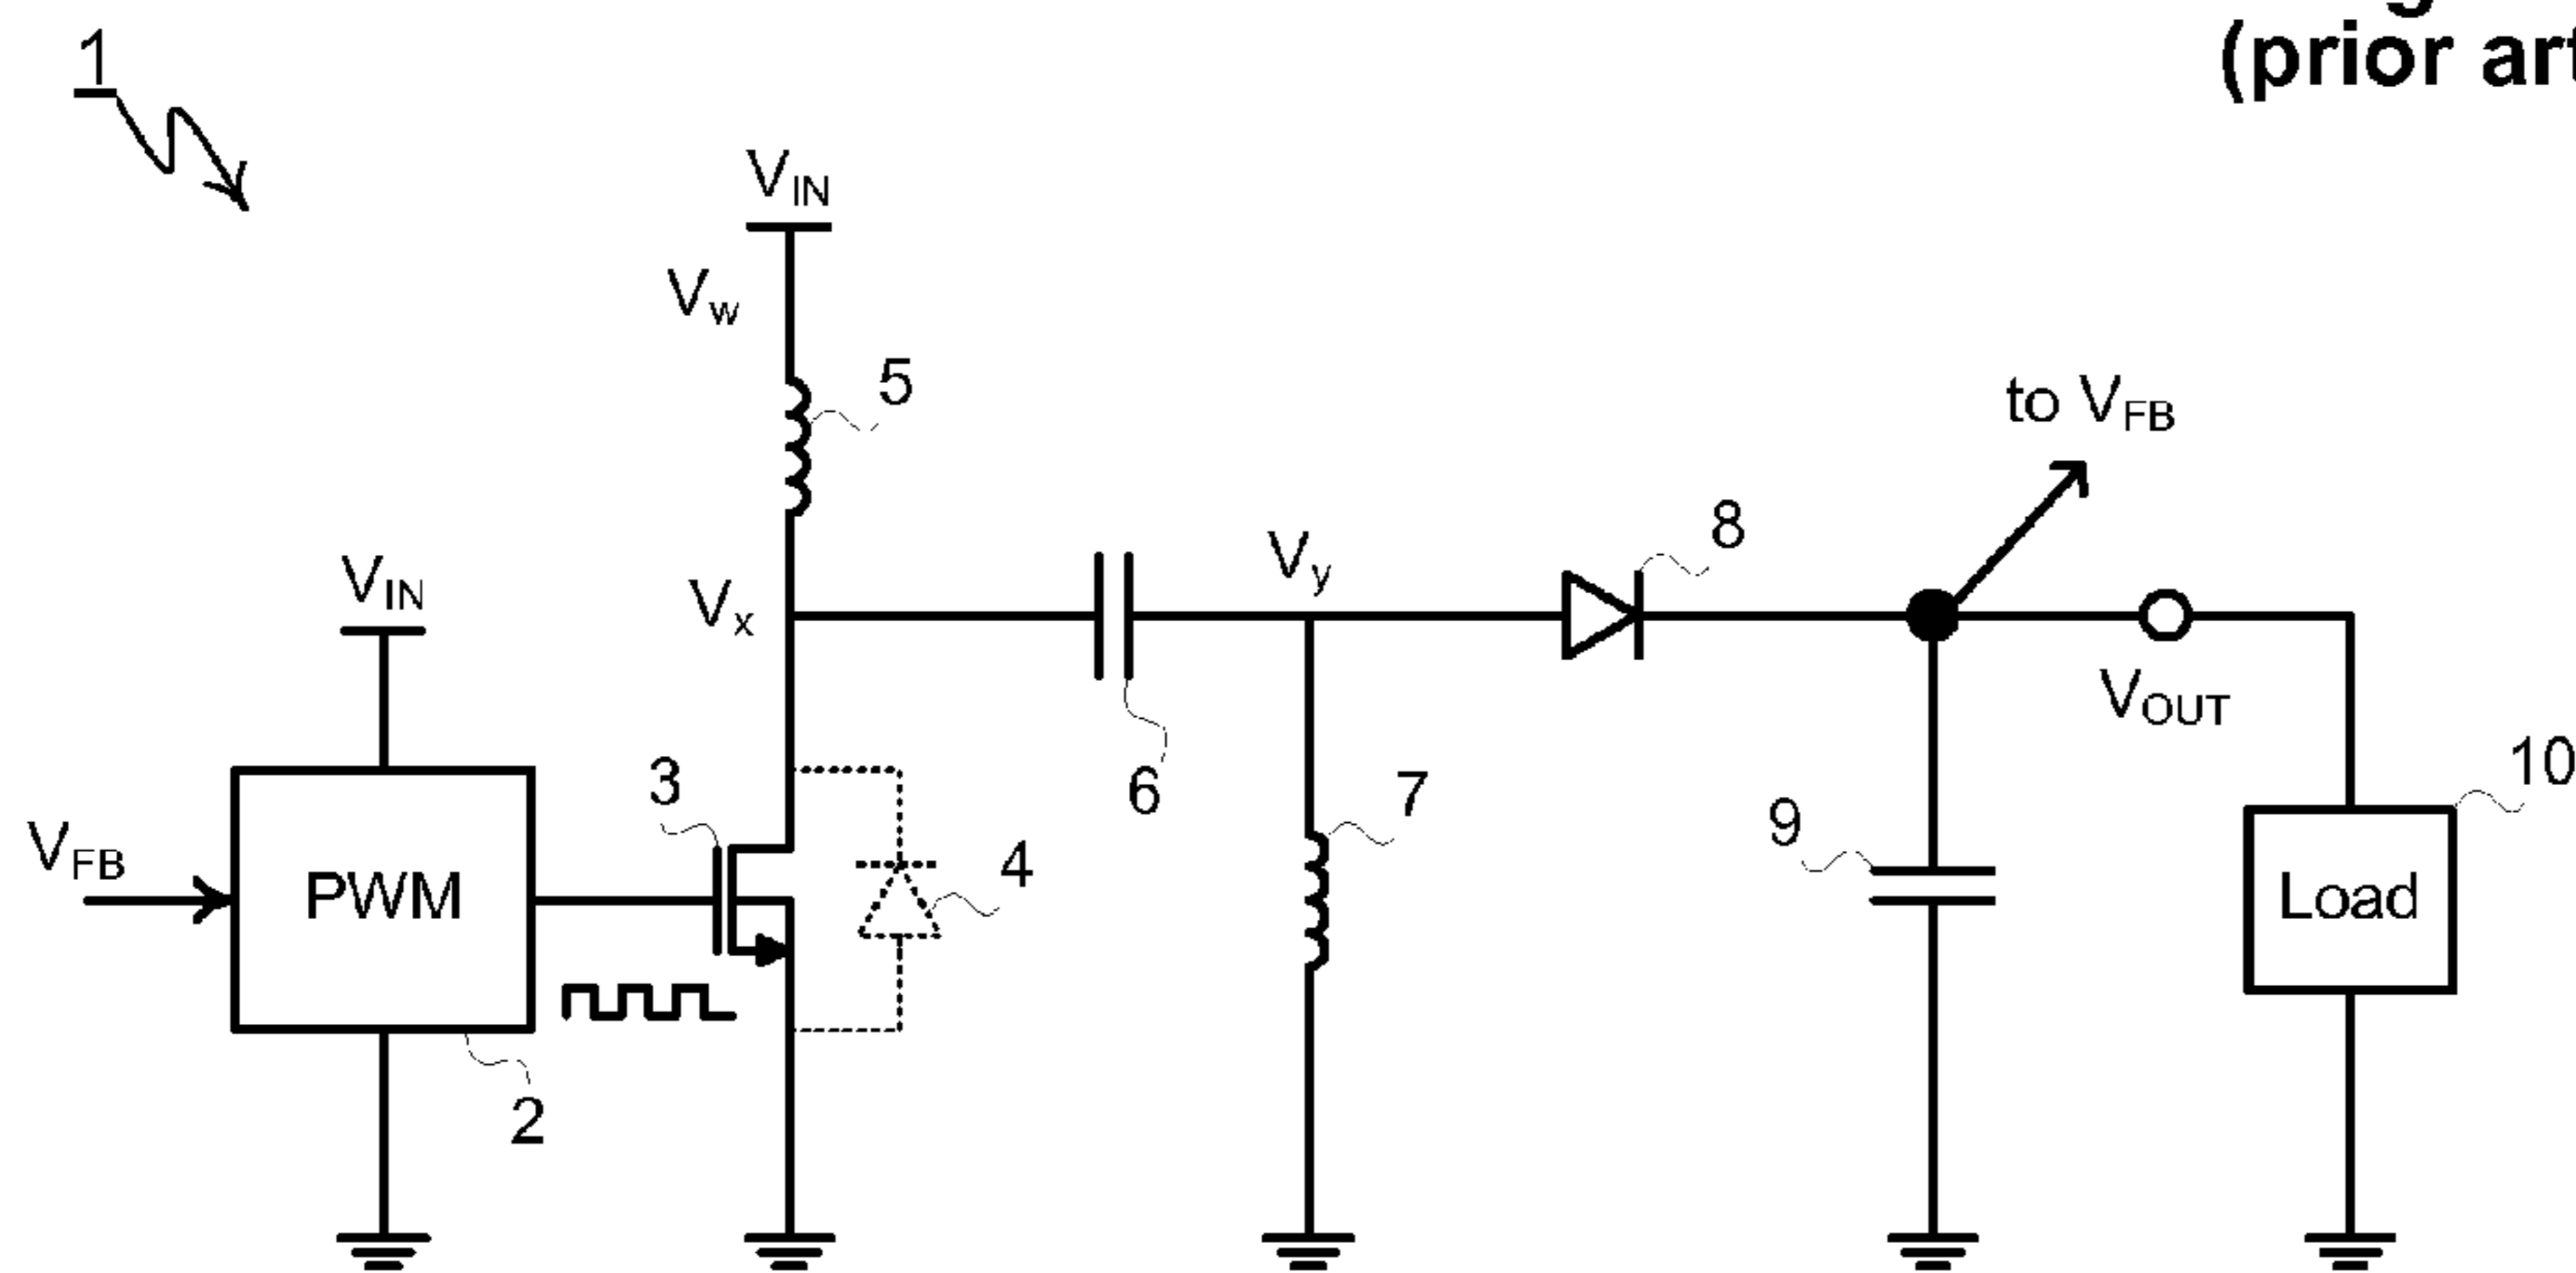 (prior art
1
V_IN
V_w
5
to V_FB
8
V_y
V_IN
V_x
V_OUT
10
3
6
7
9
V_FB
PWM
4
Load
2